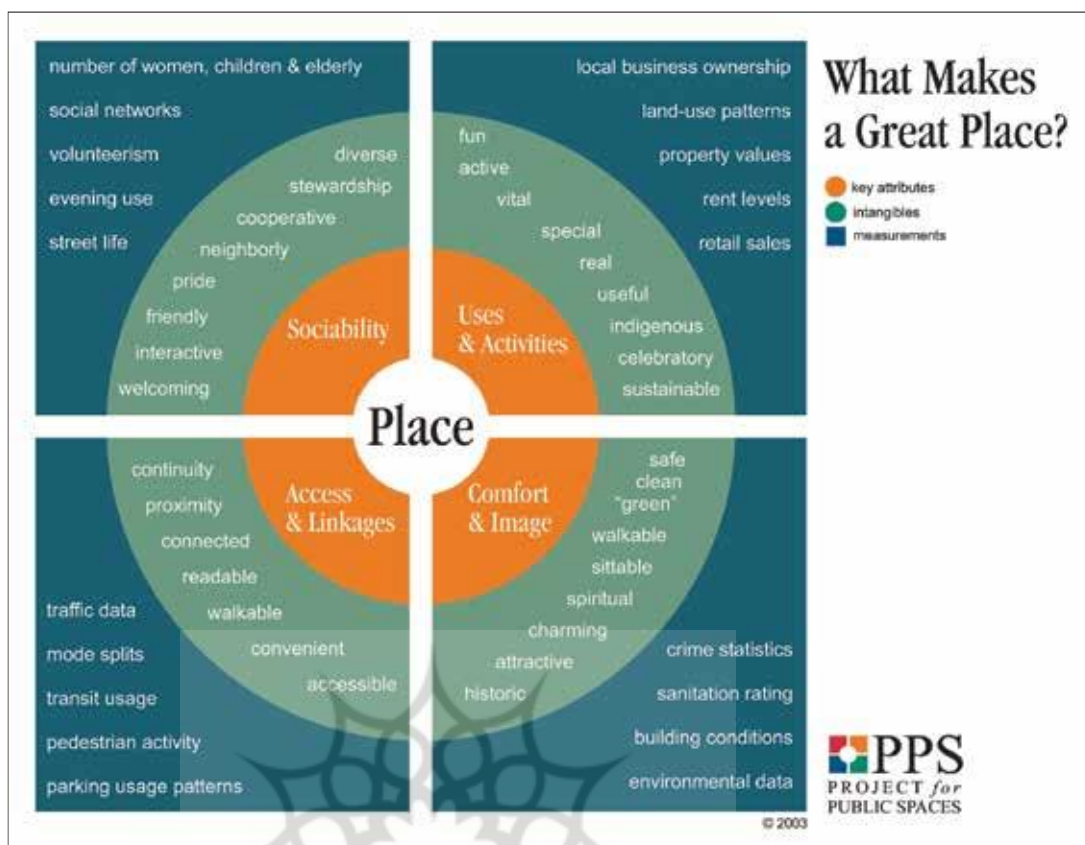 What Makes
a Great Place?
key attributes
intangibles
measurements
number of women, children & elderly
social networks
volunteerism
evening use
street life
diverse
stewardship
cooperative
neighborly
pride
friendly
interactive
welcoming
Sociability
local business ownership
land-use patterns
property values
rent levels
retail sales
fun
active
vital
special
real
useful
indigenous
celebratory
sustainable
Uses
& Activities
Place
continuity
proximity
connected
readable
walkable
convenient
accessible
Access
& Linkages
traffic data
mode splits
transit usage
pedestrian activity
parking usage patterns
Comfort
& Image
safe
clean
"green"
walkable
sittable
spiritual
charming
attractive
historic
crime statistics
sanitation rating
building conditions
environmental data
© 2003
PPS
PROJECT for
PUBLIC SPACES